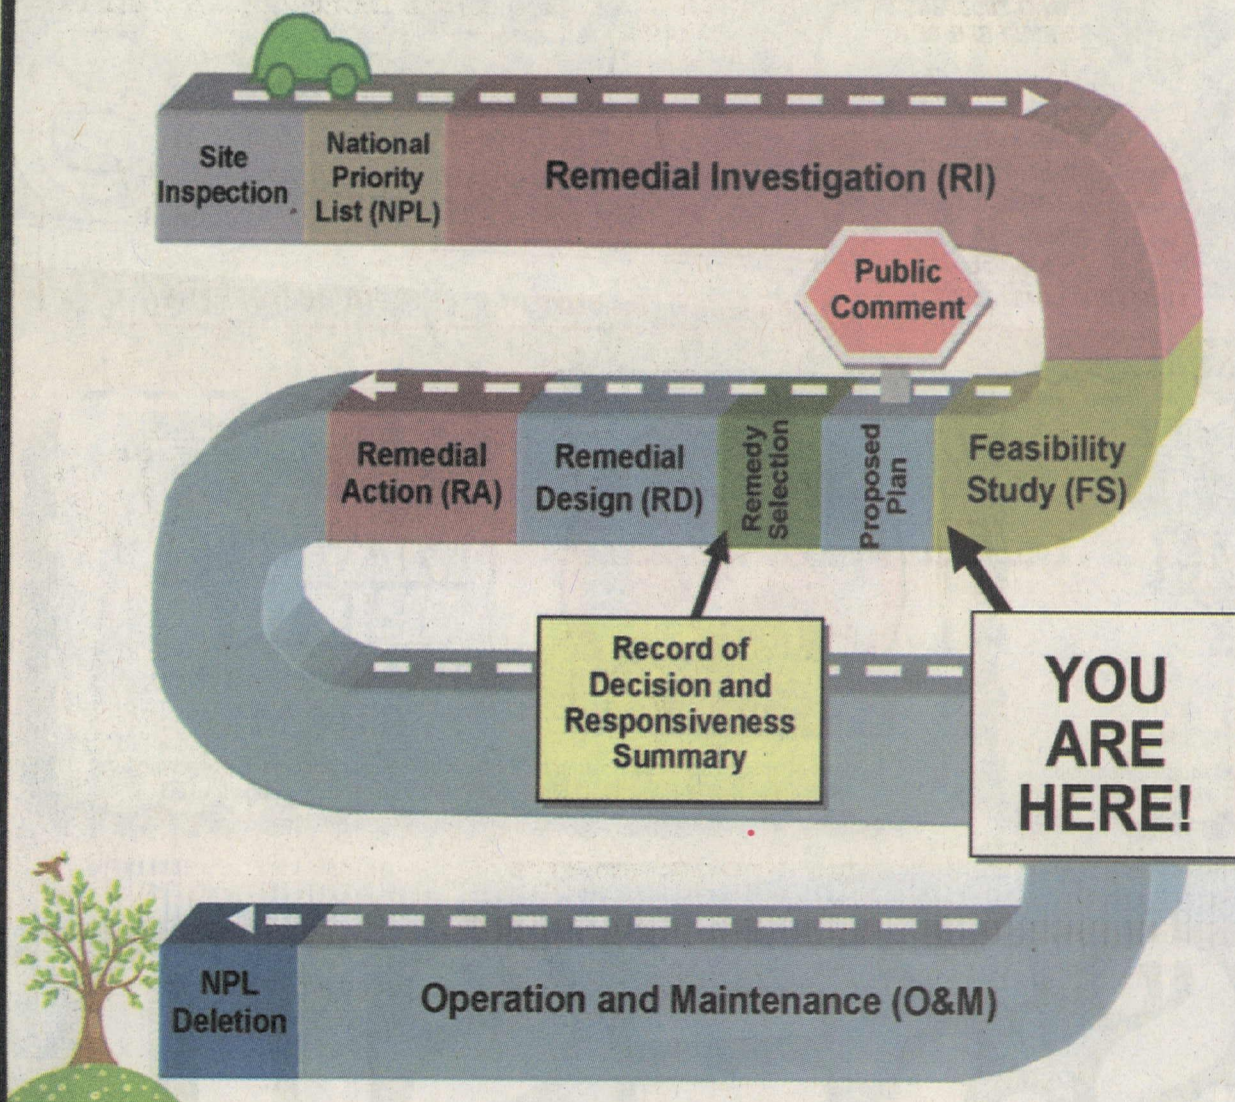 Site
Inspection
National
Priority
List (NPL)
Remedial Investigation (RI)
Public
Comment
Feasibility
Study (FS)
Proposed
Plan
Remedy
Selection
Remedial
Design (RD)
Remedial
Action (RA)
Record of
Decision and
Responsiveness
Summary
YOU
ARE
HERE!
Operation and Maintenance (O&M)
NPL
Deletion